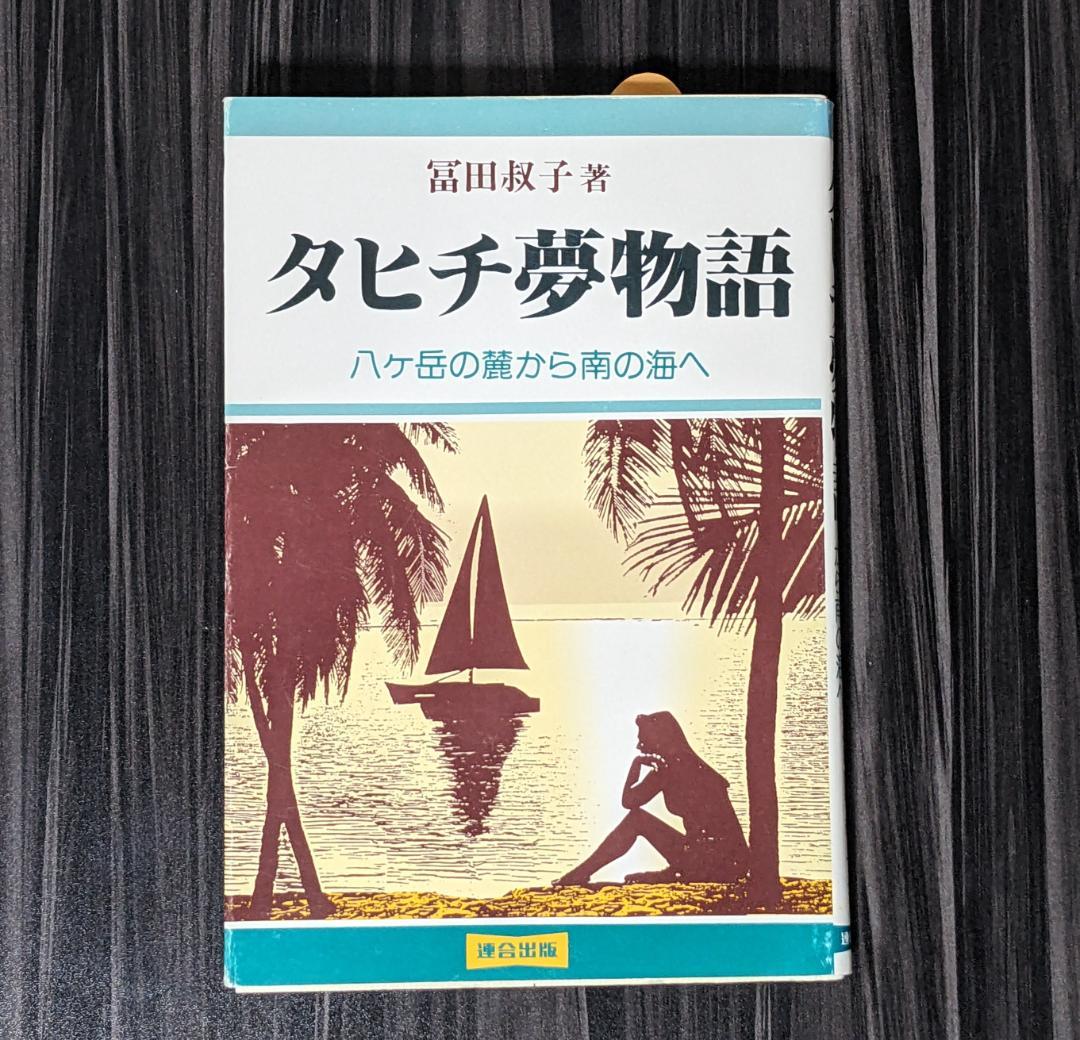 冨田叔子 著
タヒチ夢物語
八ヶ岳の麓から南の海へ
連合出版